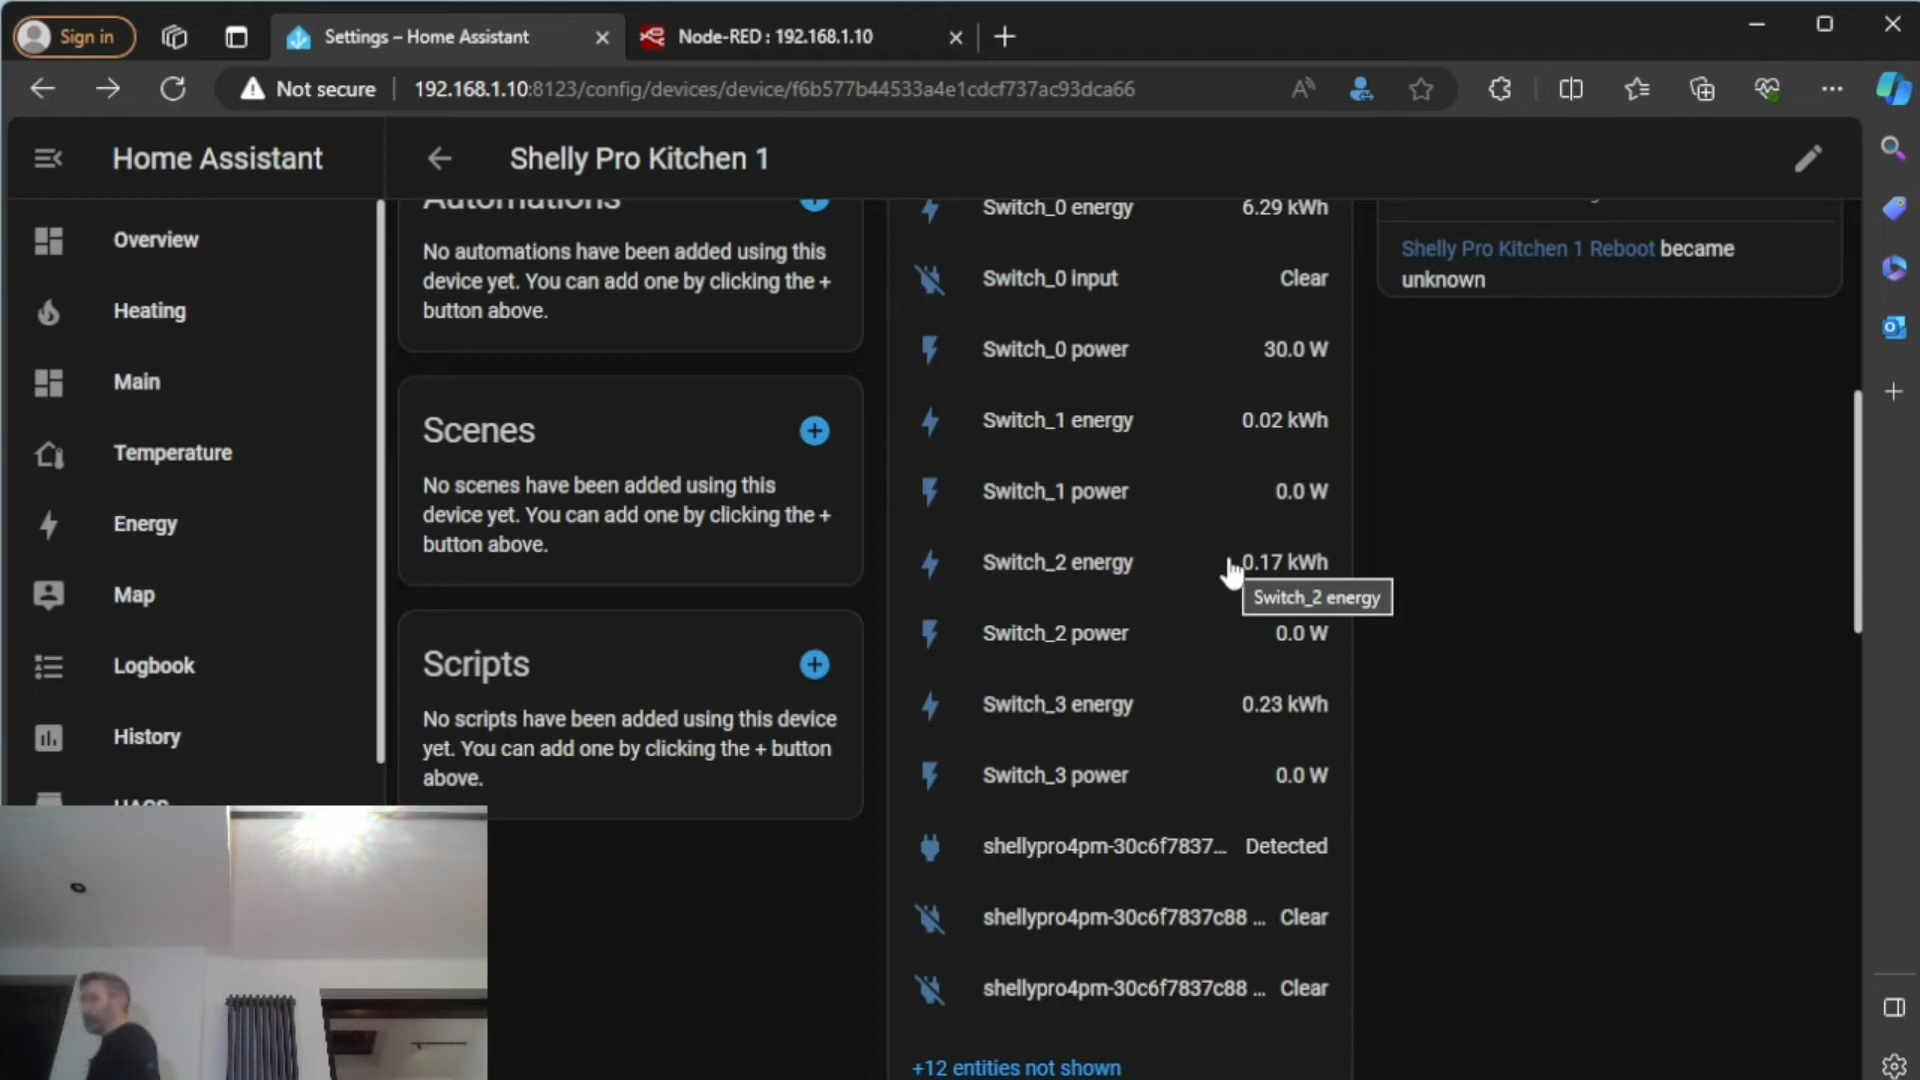 Sign in
Settings – Home Assistant
Node-RED : 192.168.1.10
Not secure
192.168.1.10:8123/config/devices/device/f6b577b44533a4e1cdcf737ac93dca66
Home Assistant
Shelly Pro Kitchen 1
Overview
Heating
Main
Temperature
Energy
Map
Logbook
History
HACS
Automations
No automations have been added using this
device yet. You can add one by clicking the +
button above.
Scenes
No scenes have been added using this
device yet. You can add one by clicking the +
button above.
Scripts
No scripts have been added using this device
yet. You can add one by clicking the + button
above.
Switch_0 energy 6.29 kWh
Switch_0 input Clear
Switch_0 power 30.0 W
Switch_1 energy 0.02 kWh
Switch_1 power 0.0 W
Switch_2 energy 0.17 kWh
Switch_2 energy
Switch_2 power 0.0 W
Switch_3 energy 0.23 kWh
Switch_3 power 0.0 W
shellypro4pm-30c6f7837... Detected
shellypro4pm-30c6f7837c88 ... Clear
shellypro4pm-30c6f7837c88 ... Clear
+12 entities not shown
Shelly Pro Kitchen 1 Reboot became
unknown